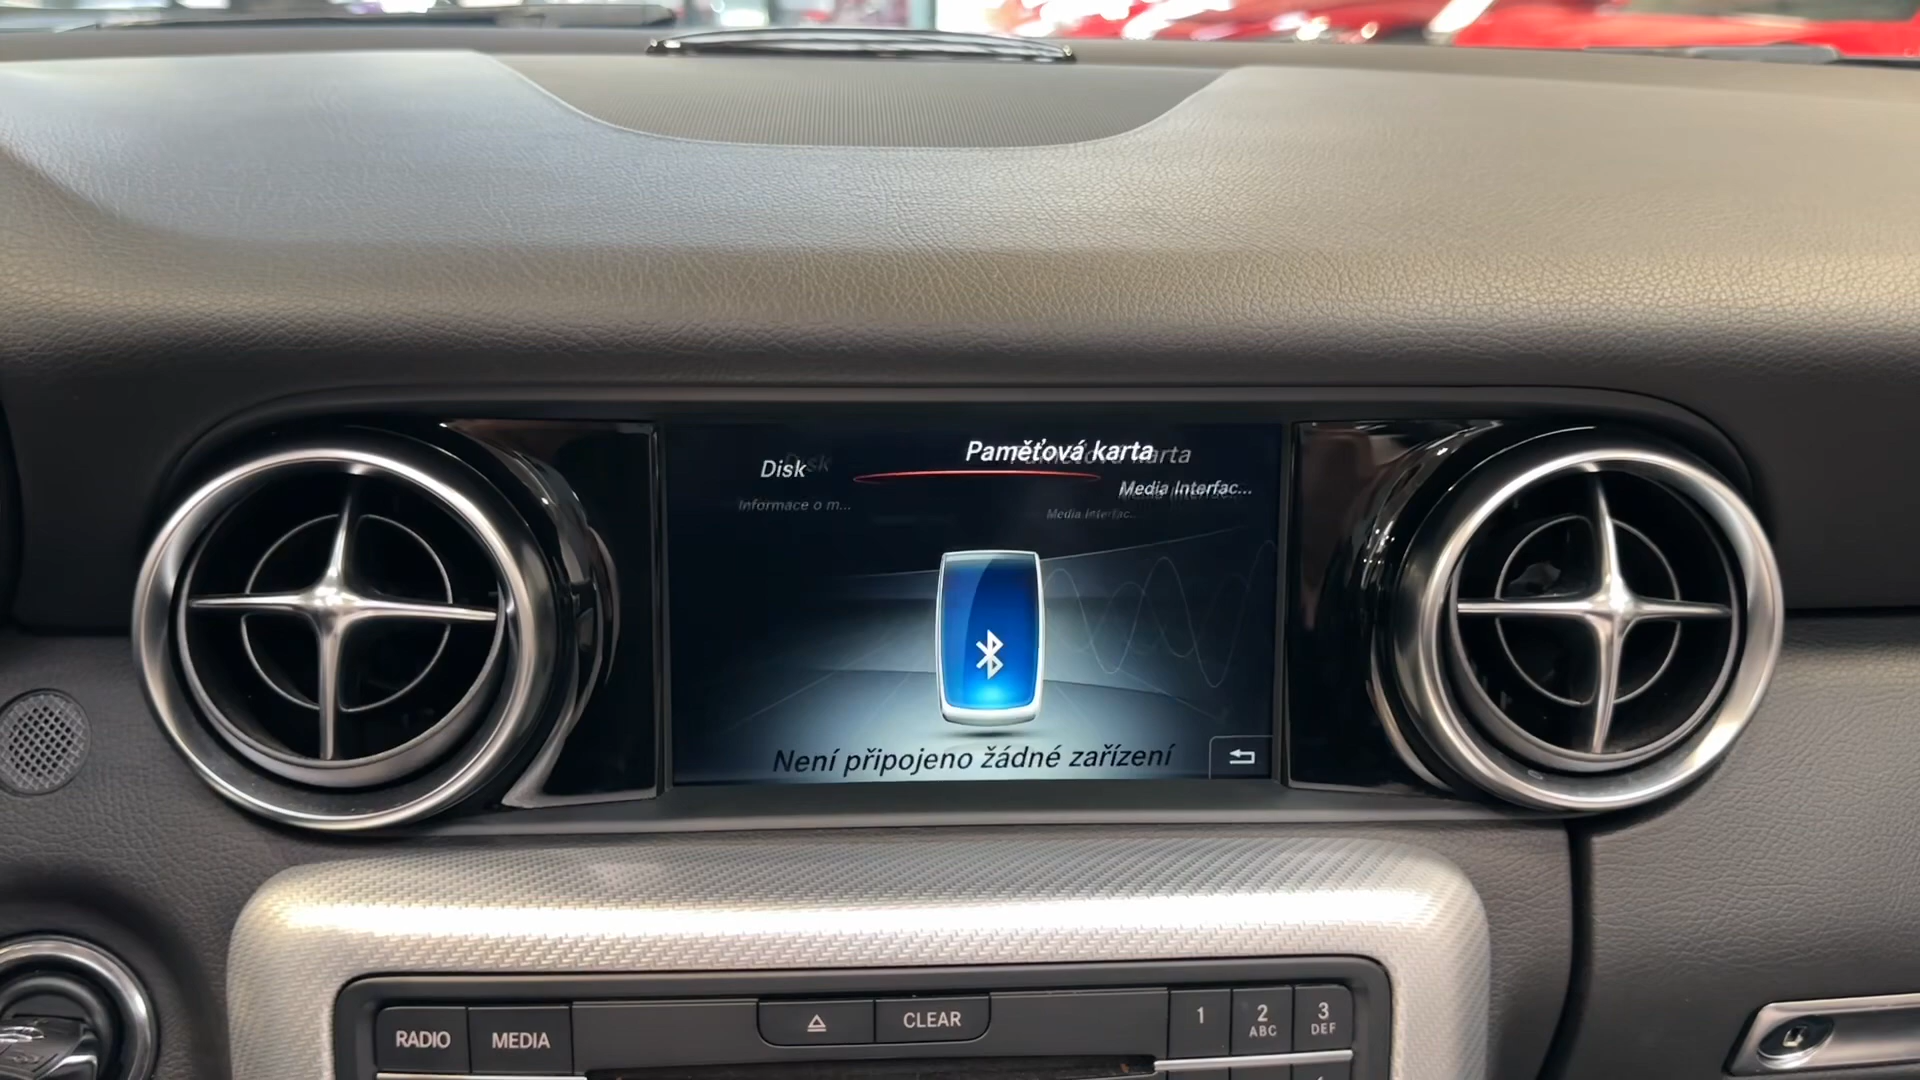 Paměťová karta
Disk
Media Interfac...
Informace o m...
Media Interfac...
Není připojeno žádné zařízení
RADIO
MEDIA
CLEAR
1
2
ABC
3
DEF